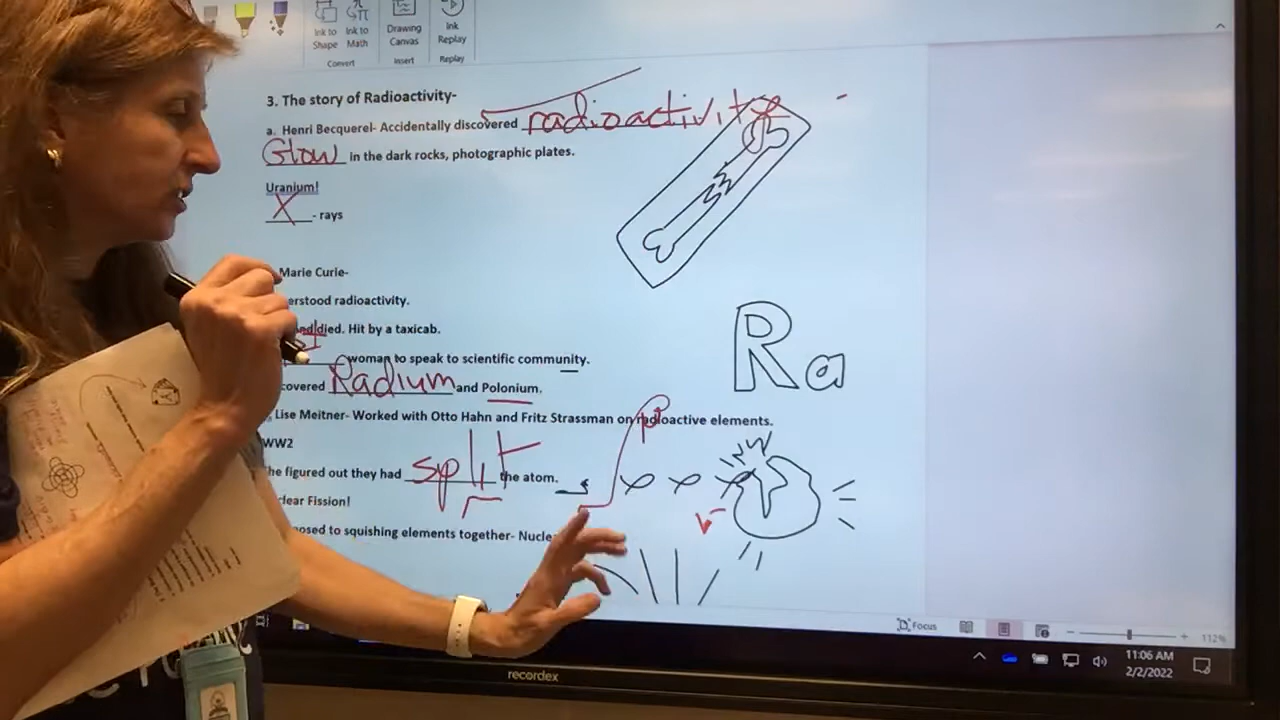 Ink to Shape
Ink to Math
Drawing Canvas
Ink Replay
Convert
Insert
Replay
3. The story of Radioactivity-
a. Henri Becquerel- Accidentally discovered radioactivity
Glow in the dark rocks, photographic plates.
Uranium!
X - rays
Marie Curie-
erstood radioactivity.
died. Hit by a taxicab.
woman to speak to scientific community.
covered Radium and Polonium.
Ra
Lise Meitner- Worked with Otto Hahn and Fritz Strassman on radioactive elements.
WW2
he figured out they had split the atom.
lear Fission!
posed to squishing elements together- Nucle
Focus
112%
11:06 AM
2/2/2022
recordex